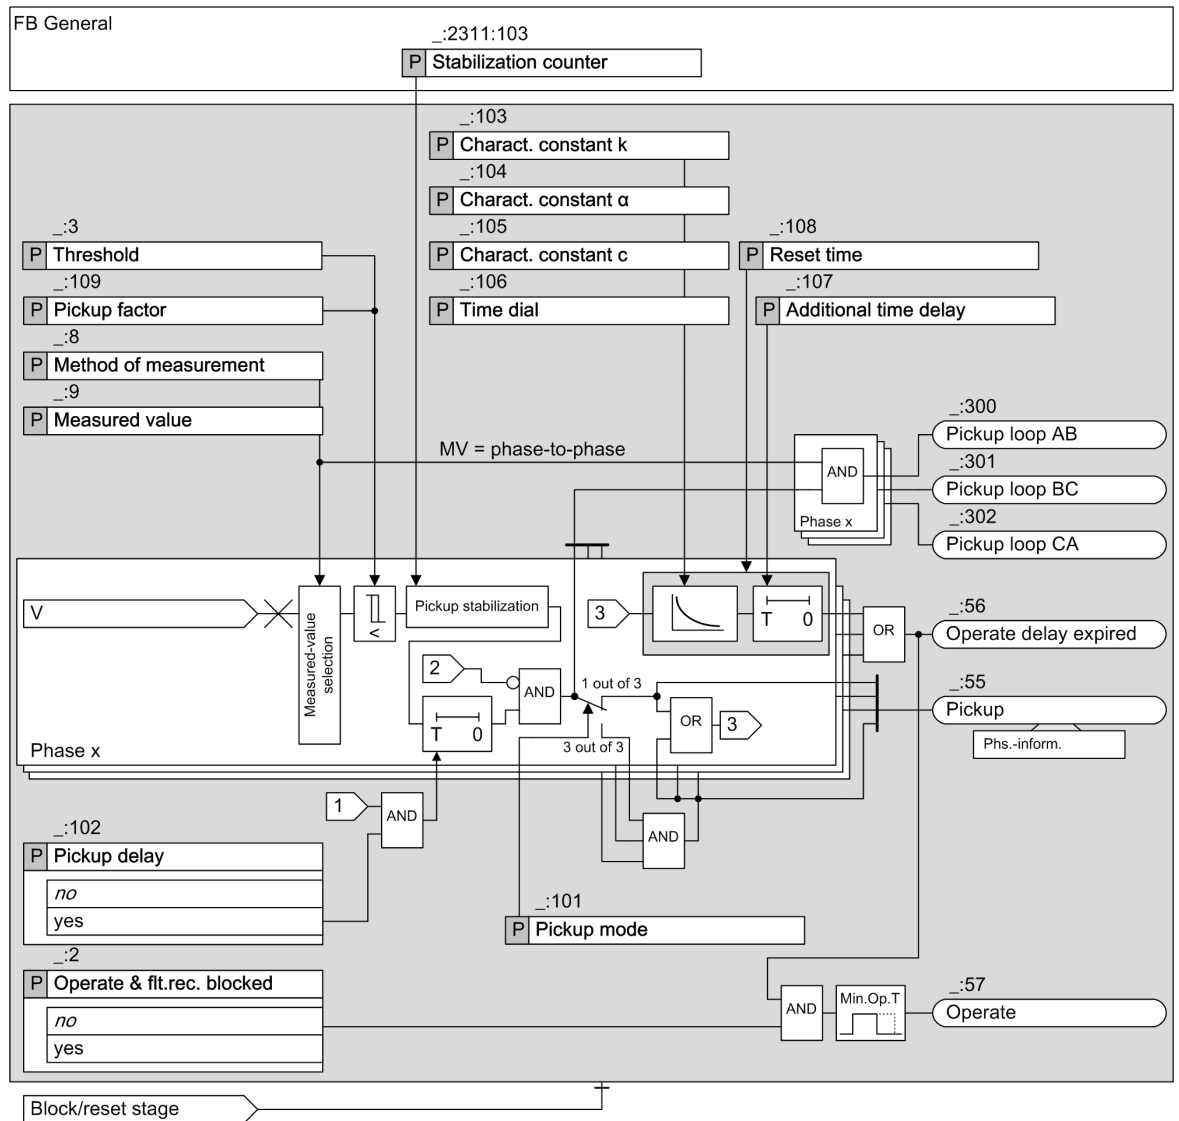 FB General
_:2311:103
P Stabilization counter
_:103
P Charact. constant k
_:104
P Charact. constant α
_:3
_:105
_:108
P Threshold
P Charact. constant c
P Reset time
_:109
_:106
_:107
P Pickup factor
P Time dial
P Additional time delay
_:8
P Method of measurement
_:9
P Measured value
_:300
Pickup loop AB
MV = phase-to-phase
AND
_:301
Pickup loop BC
Phase x
_:302
Pickup loop CA
V
Measured-value
selection
<
Pickup stabilization
3
T 0
OR
_:56
Operate delay expired
2
AND
1 out of 3
_:55
Pickup
T 0
OR
3
3 out of 3
Phs.-inform.
Phase x
1
AND
AND
_:102
P Pickup delay
no
yes
_:101
P Pickup mode
_:2
P Operate & flt.rec. blocked
no
yes
AND
Min.Op.T
_:57
Operate
Block/reset stage